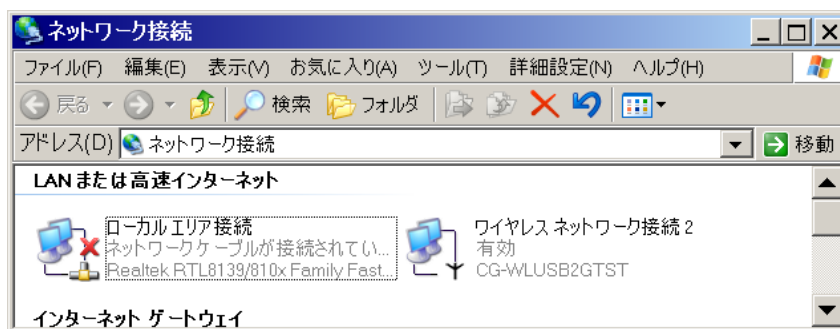 ネットワーク接続
ファイル(F) 編集(E) 表示(V) お気に入り(A) ツール(T) 詳細設定(N) ヘルプ(H)
戻る 検索 フォルダ
アドレス(D) ネットワーク接続 移動
LAN または高速インターネット
ローカル エリア接続
ネットワーク ケーブルが接続されてい...
Realtek RTL8139/810x Family Fast...
ワイヤレス ネットワーク接続 2
有効
CG-WLUSB2GTST
インターネット ゲートウェイ